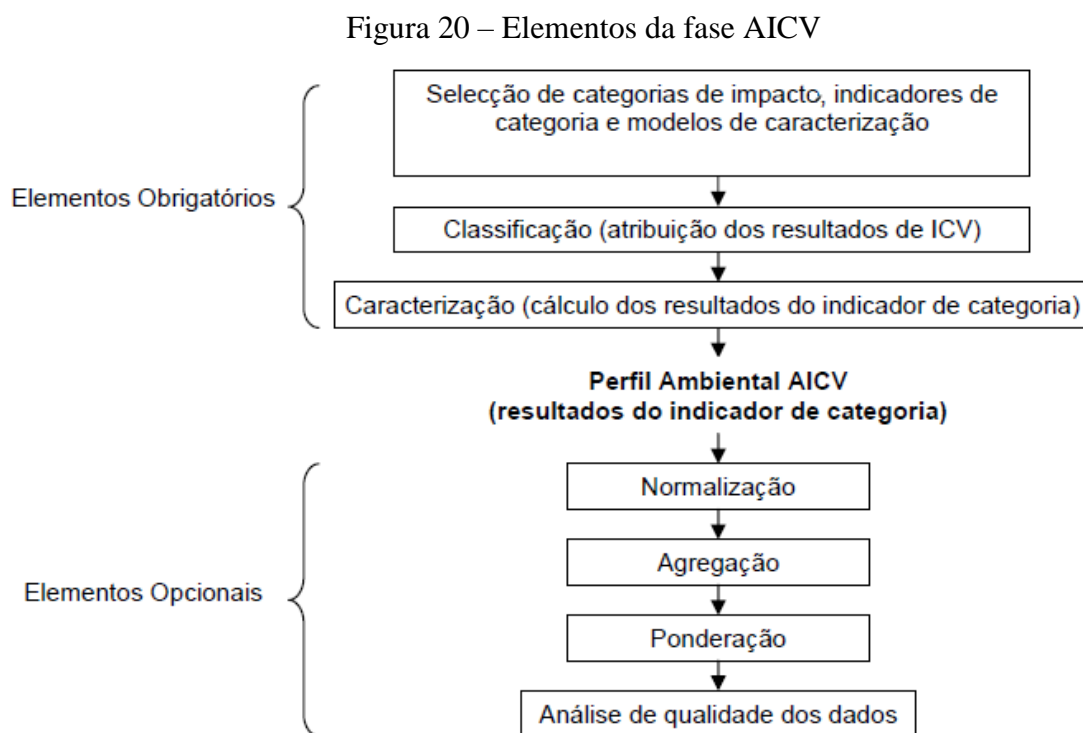 Figura 20 – Elementos da fase AICV
Selecção de categorias de impacto, indicadores de
categoria e modelos de caracterização
Elementos Obrigatórios
Classificação (atribuição dos resultados de ICV)
Caracterização (cálculo dos resultados do indicador de categoria)
Perfil Ambiental AICV
(resultados do indicador de categoria)
Normalização
Agregação
Elementos Opcionais
Ponderação
Análise de qualidade dos dados